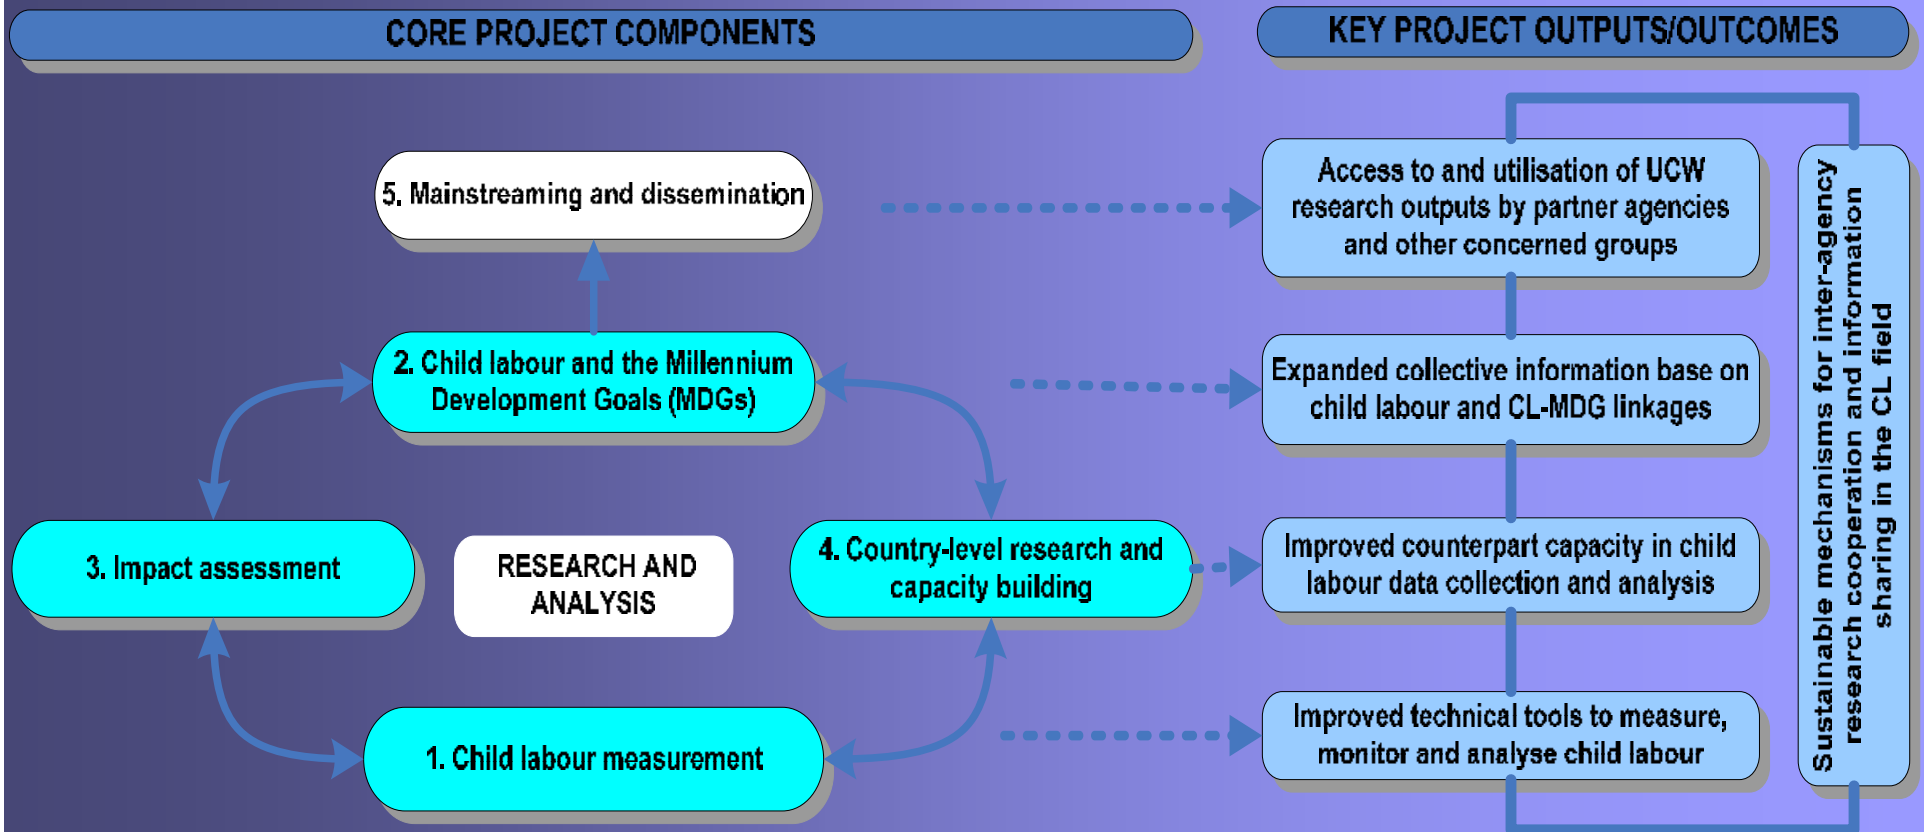 CORE PROJECT COMPONENTS
KEY PROJECT OUTPUTS/OUTCOMES
5. Mainstreaming and dissemination
2. Child labour and the Millennium
Development Goals (MDGs)
3. Impact assessment
RESEARCH AND
ANALYSIS
4. Country-level research and
capacity building
1. Child labour measurement
Access to and utilisation of UCW
research outputs by partner agencies
and other concerned groups
Expanded collective information base on
child labour and CL-MDG linkages
Improved counterpart capacity in child
labour data collection and analysis
Improved technical tools to measure,
monitor and analyse child labour
Sustainable mechanisms for inter-agency
research cooperation and information
sharing in the CL field